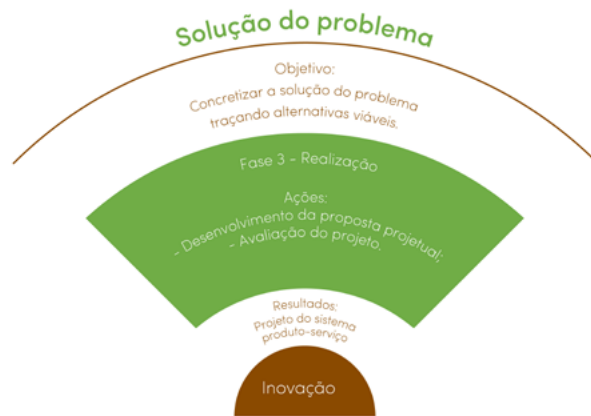 Solução do problema
Objetivo:
Concretizar a solução do problema
traçando alternativas viáveis.
Fase 3 - Realização
Ações:
- Desenvolvimento da proposta projetual;
- Avaliação do projeto.
Resultados:
Projeto do sistema
produto-serviço
Inovação